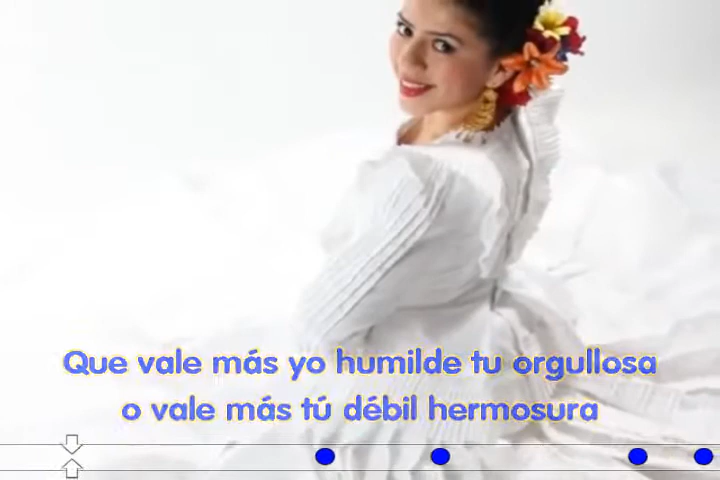 Que vale más yo humilde tu orgullosa
o vale más tú débil hermosura